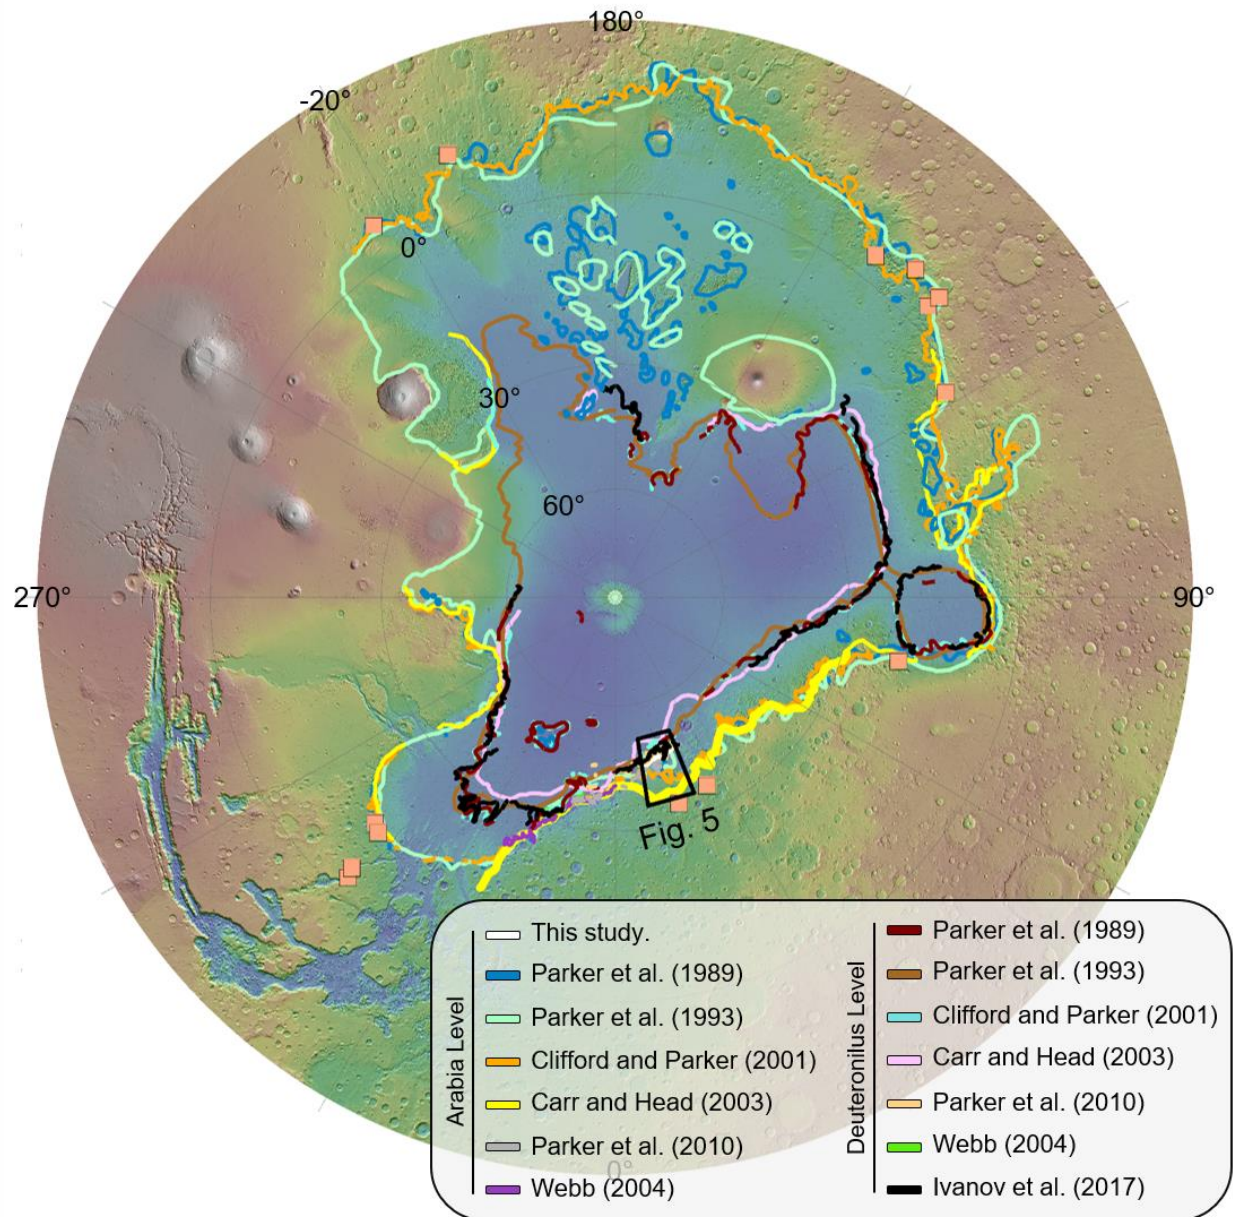 180°
-20°
0°
30°
60°
270°
90°
Fig. 5
0°
Arabia Level
This study.
Parker et al. (1989)
Parker et al. (1993)
Clifford and Parker (2001)
Carr and Head (2003)
Parker et al. (2010)
Webb (2004)
Deuteronilus Level
Parker et al. (1989)
Parker et al. (1993)
Clifford and Parker (2001)
Carr and Head (2003)
Parker et al. (2010)
Webb (2004)
Ivanov et al. (2017)